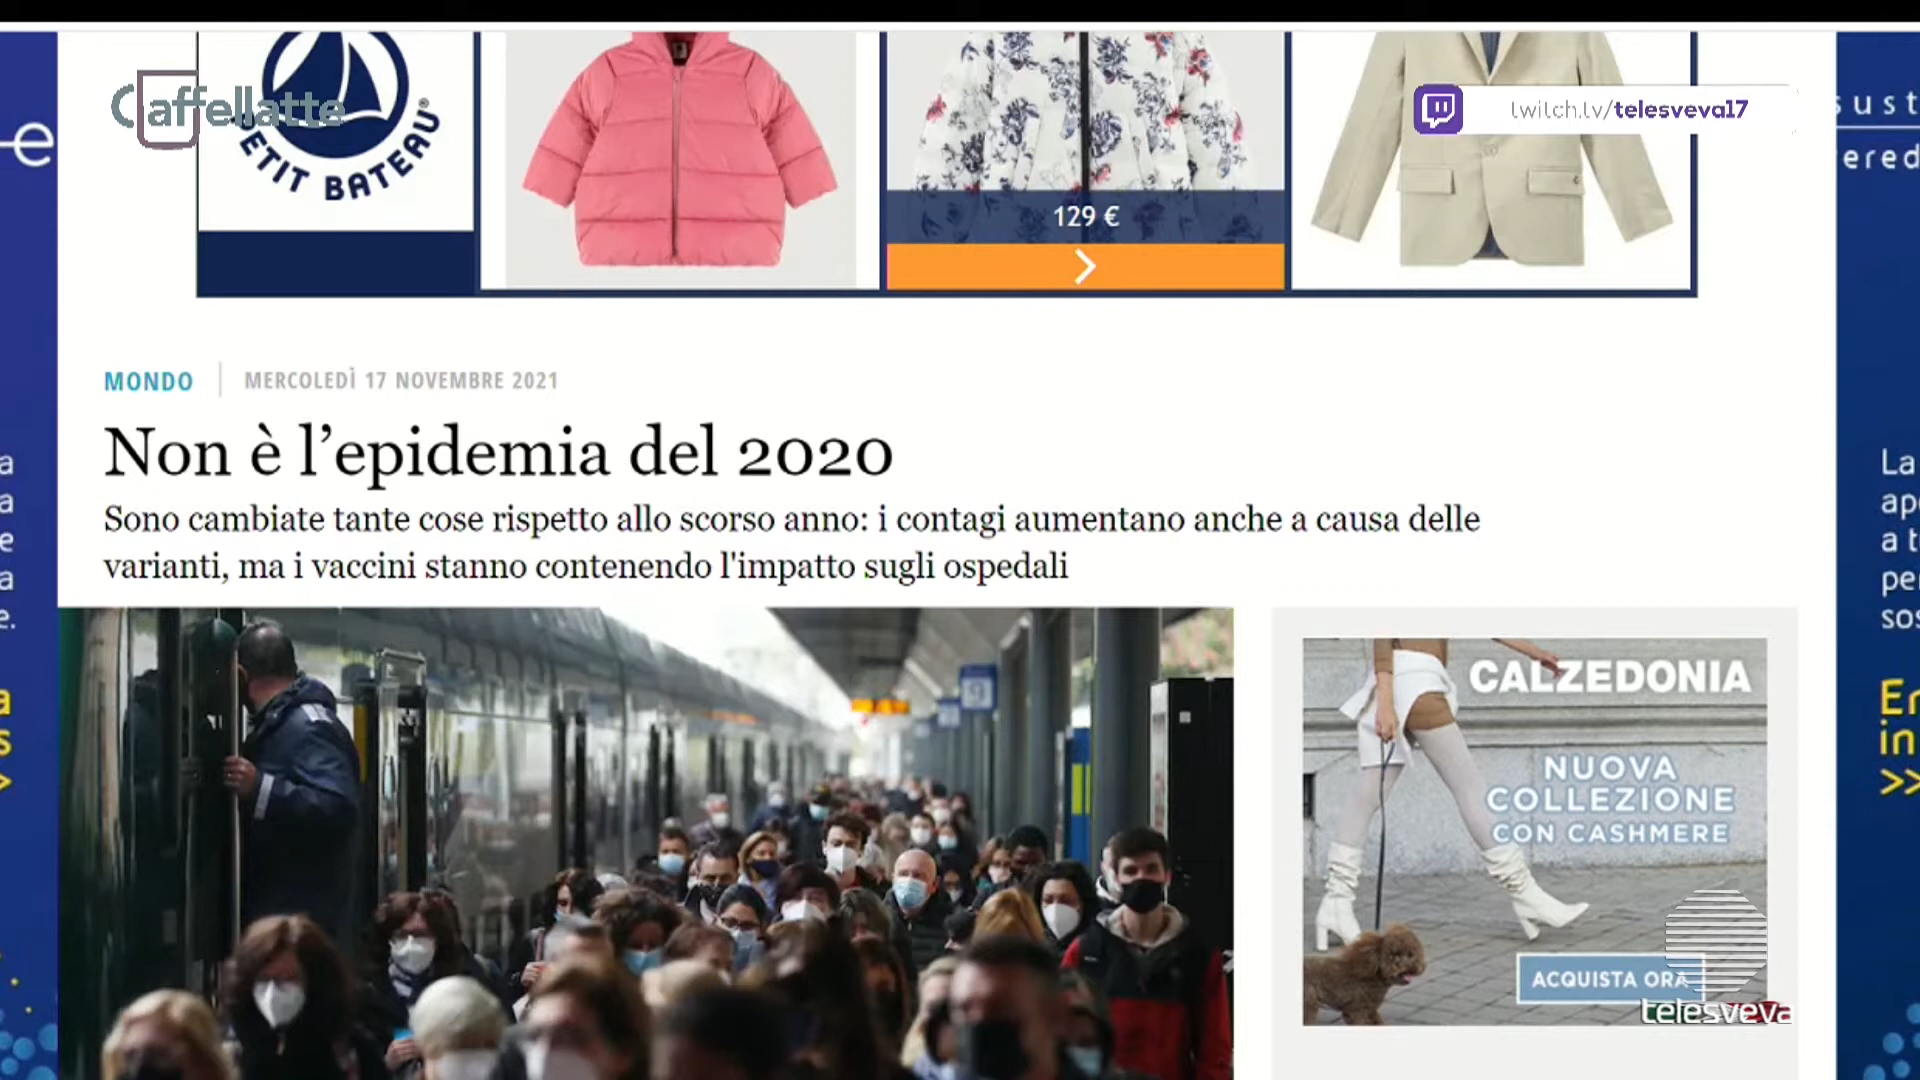 Caffellatte
PETIT BATEAU®
twitch.tv/telesveva17
129 €
MONDO
MERCOLEDÌ 17 NOVEMBRE 2021
Non è l’epidemia del 2020
Sono cambiate tante cose rispetto allo scorso anno: i contagi aumentano anche a causa delle
varianti, ma i vaccini stanno contenendo l'impatto sugli ospedali
9
CALZEDONIA
NUOVA
COLLEZIONE
CON CASHMERE
ACQUISTA ORA
telesveva
La